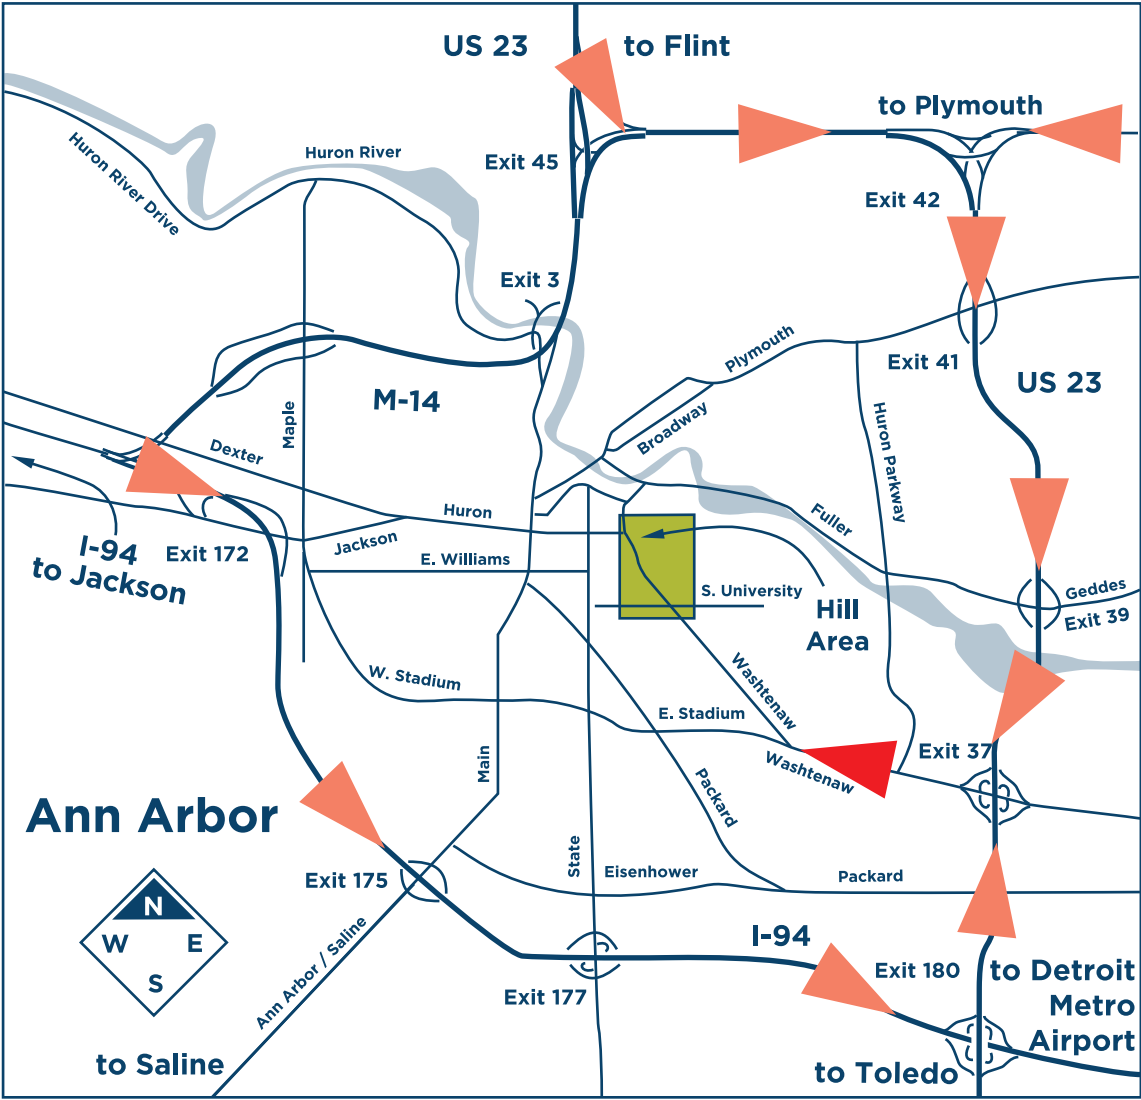 US 23
to Flint
to Plymouth
Huron River
Exit 45
Huron River Drive
Exit 42
Exit 3
Plymouth
Exit 41
US 23
M-14
Maple
Broadway
Huron Parkway
Dexter
Huron
Fuller
I-94
to Jackson
Exit 172
Jackson
E. Williams
S. University
Hill
Area
Geddes
Exit 39
W. Stadium
Washtenaw
E. Stadium
Exit 37
Washtenaw
Main
Packard
Ann Arbor
State
Eisenhower
Packard
Exit 175
N
W E
S
Ann Arbor / Saline
I-94
Exit 180
to Detroit
Metro
Airport
Exit 177
to Saline
to Toledo